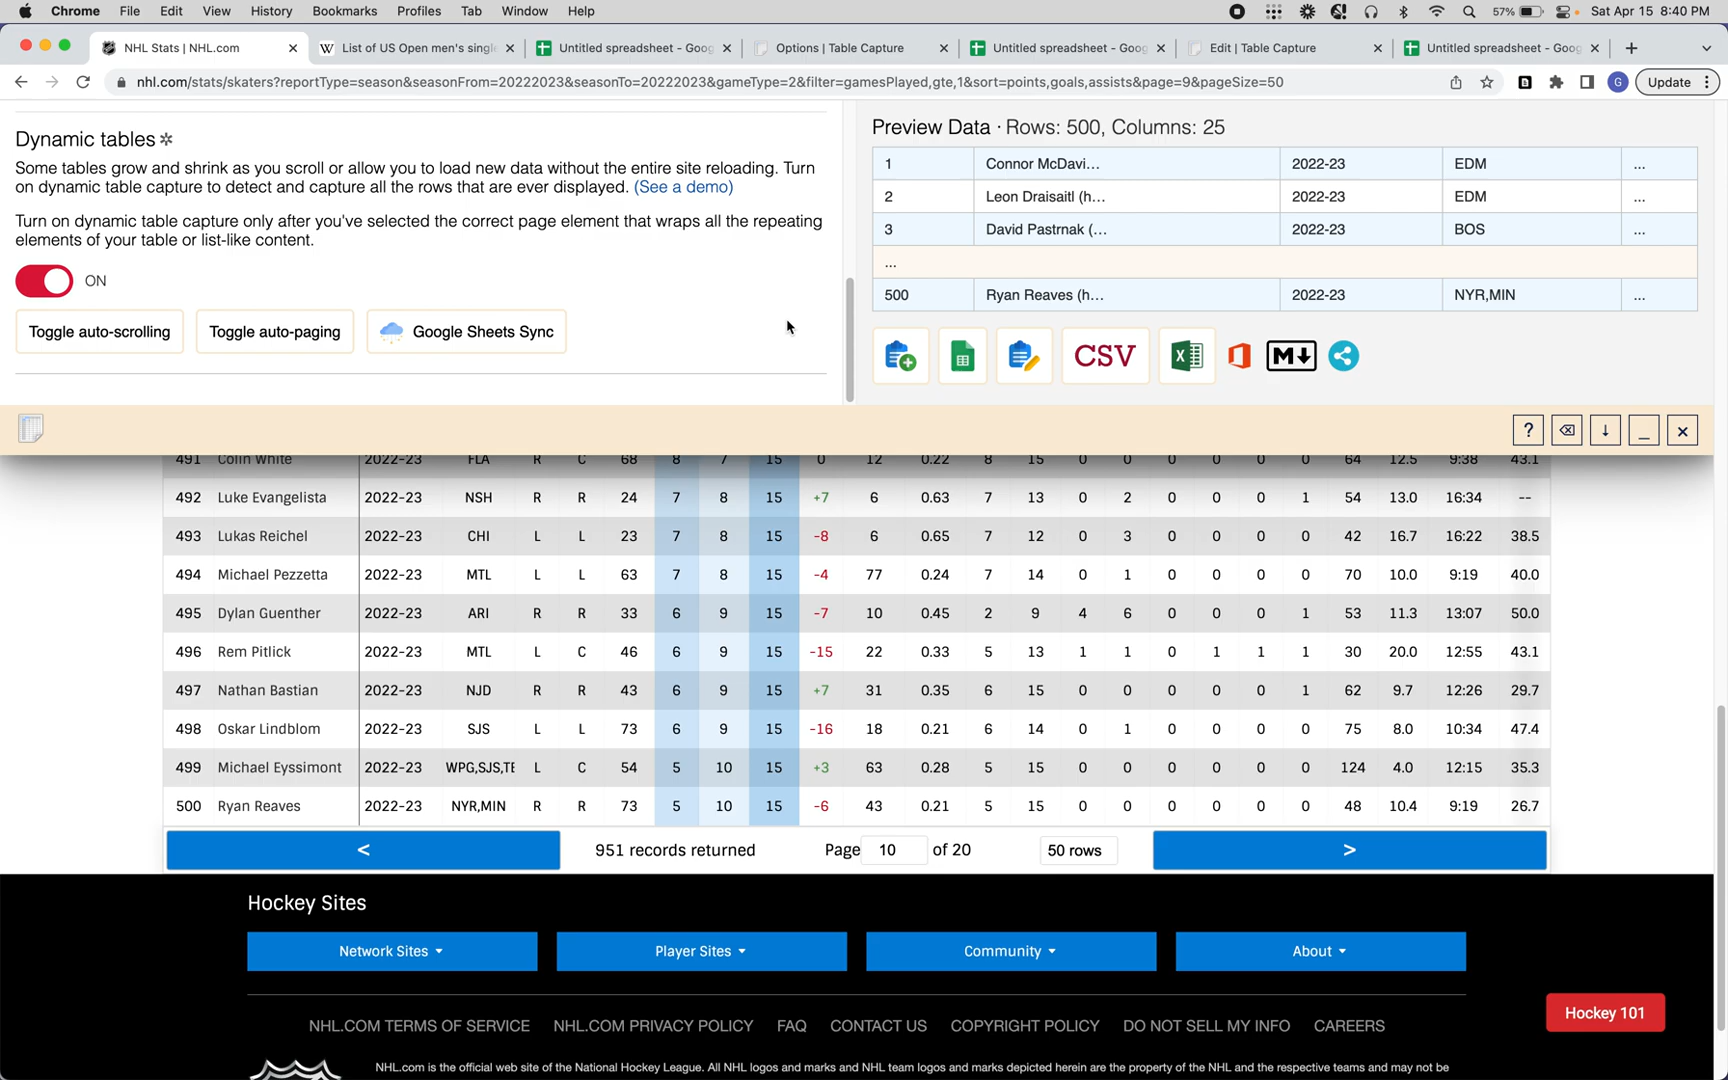 Chrome File Edit View History Bookmarks Profiles Tab Window Help 57% Sat Apr 15 8:40 PM
NHL Stats | NHL.com List of US Open men's singl Untitled spreadsheet - Goog Options | Table Capture Untitled spreadsheet - Goog Edit | Table Capture Untitled spreadsheet - Goog
nhl.com/stats/skaters?reportType=season&seasonFrom=20222023&seasonTo=20222023&gameType=2&filter=gamesPlayed,gte,1&sort=points,goals,assists&page=9&pageSize=50 G Update
Dynamic tables ✲
Some tables grow and shrink as you scroll or allow you to load new data without the entire site reloading. Turn
on dynamic table capture to detect and capture all the rows that are ever displayed. (See a demo)
Turn on dynamic table capture only after you've selected the correct page element that wraps all the repeating
elements of your table or list-like content.
ON
Toggle auto-scrolling Toggle auto-paging Google Sheets Sync
Preview Data · Rows: 500, Columns: 25
1 Connor McDavi... 2022-23 EDM ...
2 Leon Draisaitl (h... 2022-23 EDM ...
3 David Pastrnak (... 2022-23 BOS ...
...
500 Ryan Reaves (h... 2022-23 NYR,MIN ...
CSV M↓
? _ ×
491 Colin White 2022-23 FLA R C 68 8 7 15 0 12 0.22 8 15 0 0 0 0 0 0 64 12.5 9:38 43.1
492 Luke Evangelista 2022-23 NSH R R 24 7 8 15 +7 6 0.63 7 13 0 2 0 0 0 1 54 13.0 16:34 --
493 Lukas Reichel 2022-23 CHI L L 23 7 8 15 -8 6 0.65 7 12 0 3 0 0 0 0 42 16.7 16:22 38.5
494 Michael Pezzetta 2022-23 MTL L L 63 7 8 15 -4 77 0.24 7 14 0 1 0 0 0 0 70 10.0 9:19 40.0
495 Dylan Guenther 2022-23 ARI R R 33 6 9 15 -7 10 0.45 2 9 4 6 0 0 0 1 53 11.3 13:07 50.0
496 Rem Pitlick 2022-23 MTL L C 46 6 9 15 -15 22 0.33 5 13 1 1 0 1 1 1 30 20.0 12:55 43.1
497 Nathan Bastian 2022-23 NJD R R 43 6 9 15 +7 31 0.35 6 15 0 0 0 0 0 1 62 9.7 12:26 29.7
498 Oskar Lindblom 2022-23 SJS L L 73 6 9 15 -16 18 0.21 6 14 0 1 0 0 0 0 75 8.0 10:34 47.4
499 Michael Eyssimont 2022-23 WPG,SJS,TE L C 54 5 10 15 +3 63 0.28 5 15 0 0 0 0 0 0 124 4.0 12:15 35.3
500 Ryan Reaves 2022-23 NYR,MIN R R 73 5 10 15 -6 43 0.21 5 15 0 0 0 0 0 0 48 10.4 9:19 26.7
< 951 records returned Page 10 of 20 50 rows >
Hockey Sites
Network Sites Player Sites Community About
Hockey 101
NHL.COM TERMS OF SERVICE NHL.COM PRIVACY POLICY FAQ CONTACT US COPYRIGHT POLICY DO NOT SELL MY INFO CAREERS
NHL.com is the official web site of the National Hockey League. All NHL logos and marks and NHL team logos and marks depicted herein are the property of the NHL and the respective teams and may not be